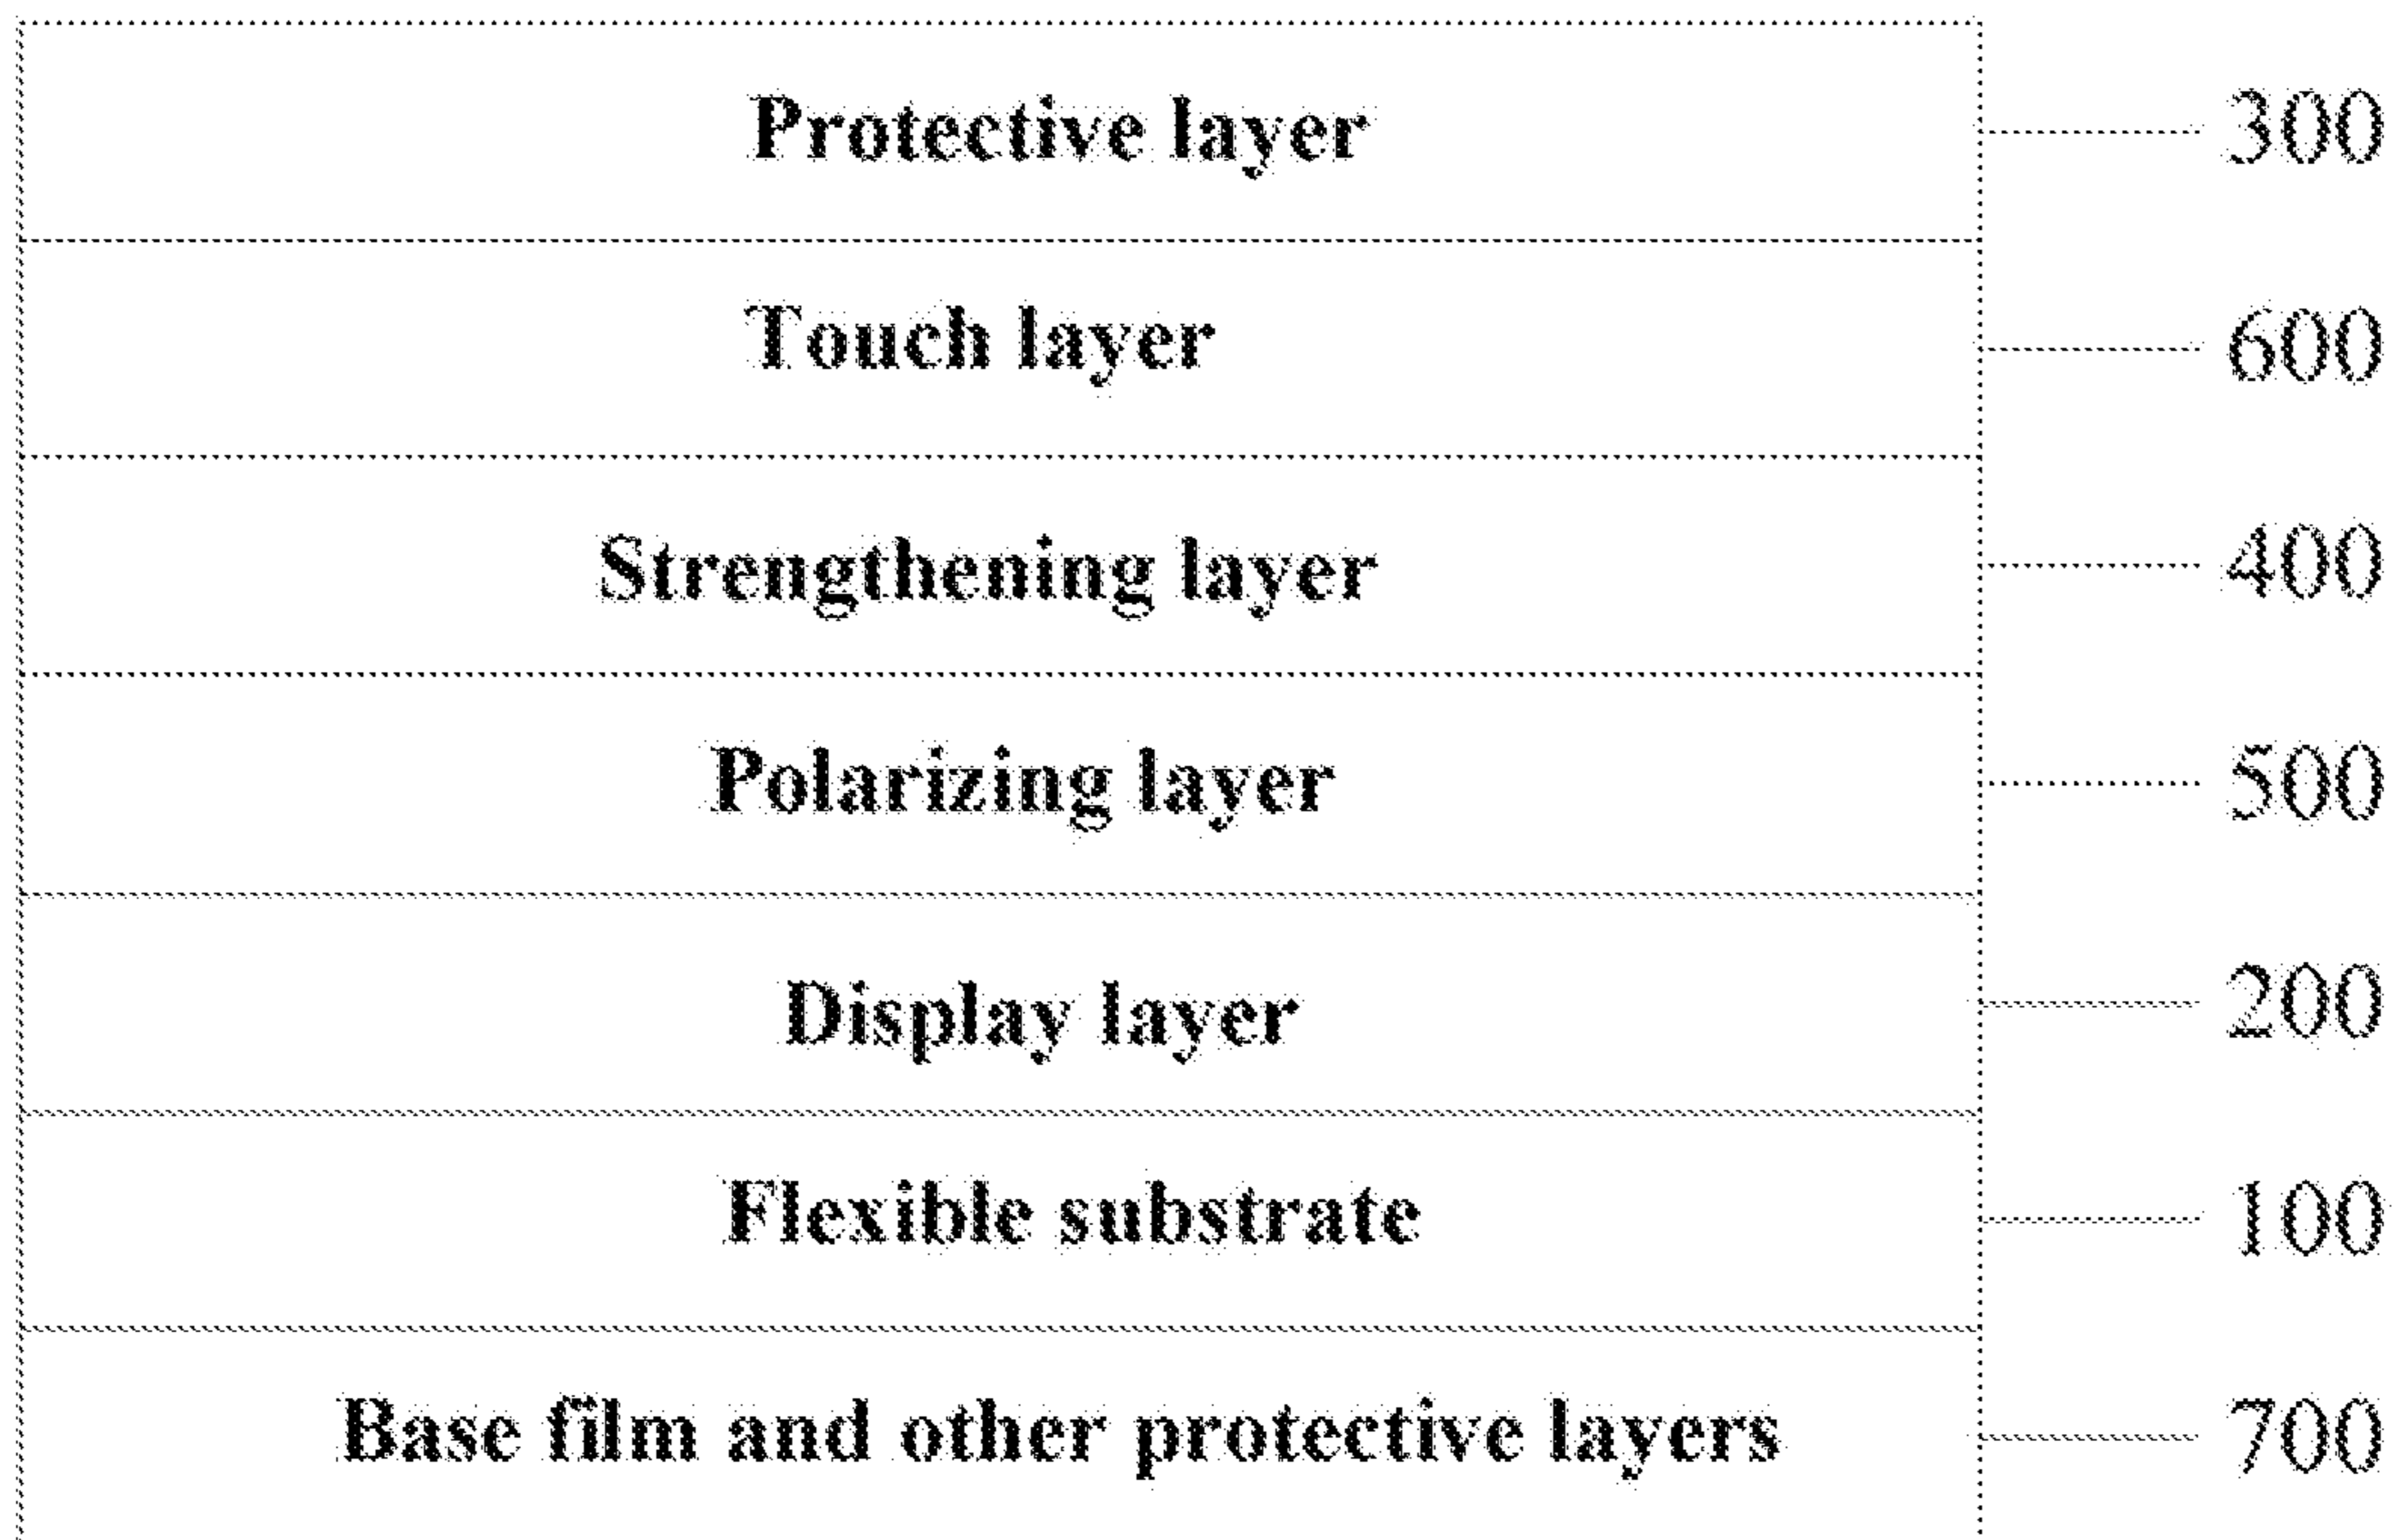 Protective layer 300
Touch layer 600
Strengthening layer 400
Polarizing layer 500
Display layer 200
Flexible substrate 100
Base film and other protective layers 700